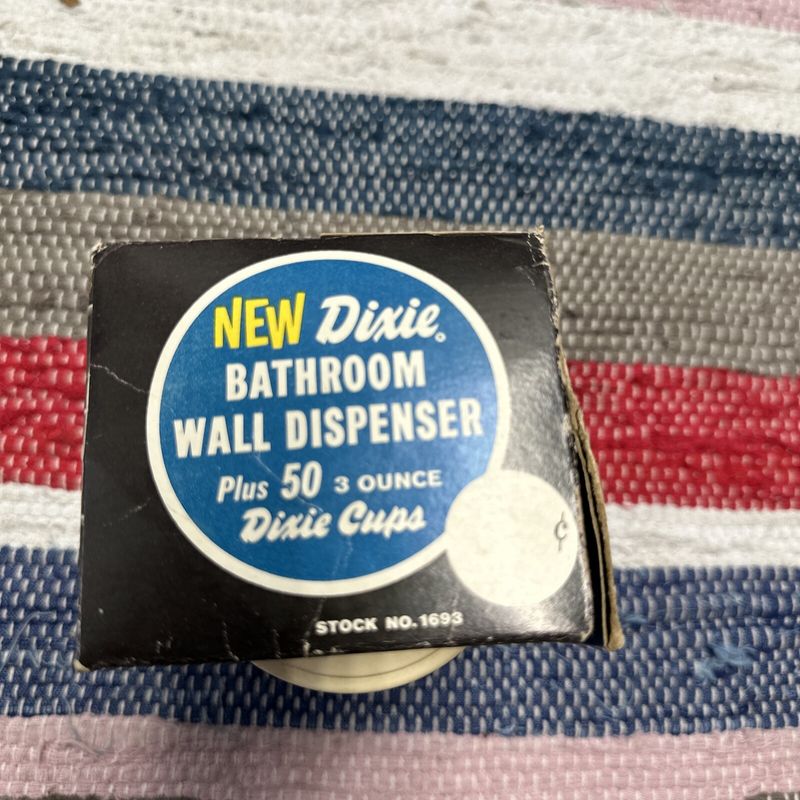 NEW Dixie®
BATHROOM
WALL DISPENSER
Plus 50 3 OUNCE
Dixie Cups
¢
STOCK NO. 1693